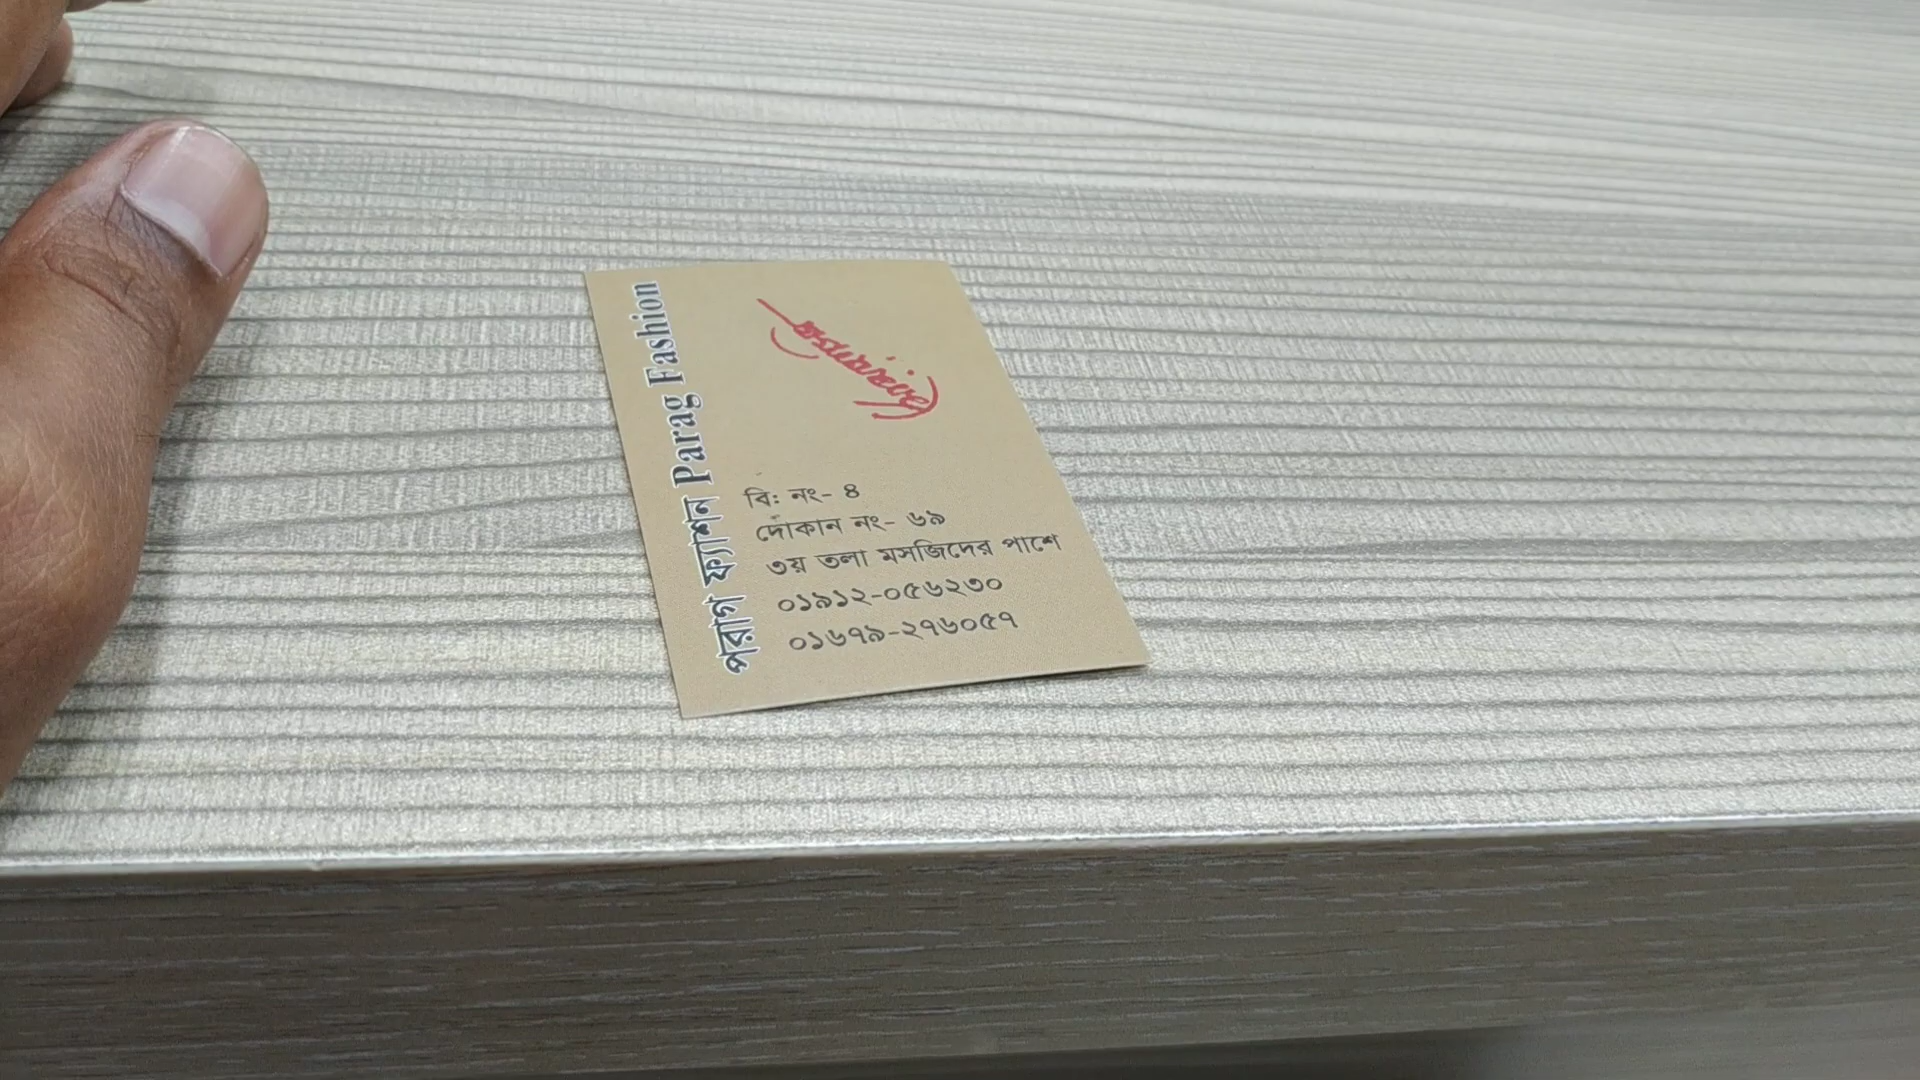 পরাগ ফ্যাশন Parag Fashion
বি: নং- ৪
দোকান নং- ৬৯
৩য় তলা মসজিদের পাশে
০১৯১২-০৫৬২৩০
০১৬৭৯-২৭৬০৫৭